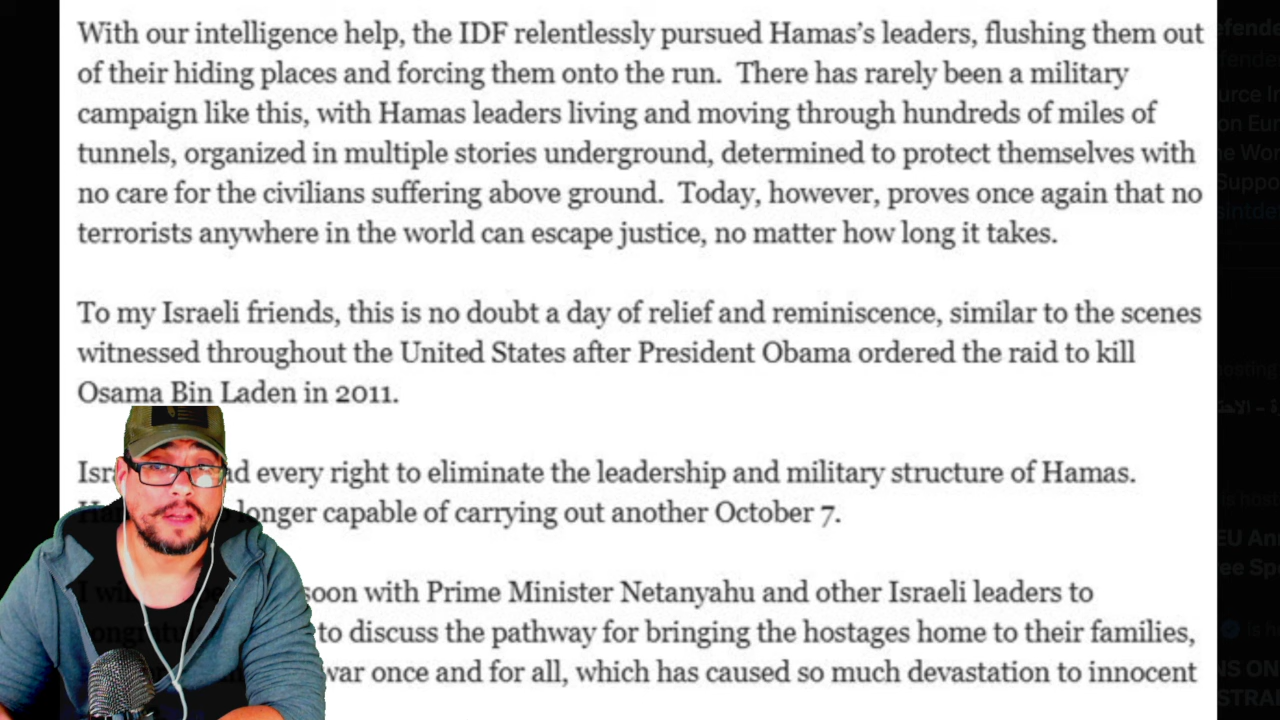 With our intelligence help, the IDF relentlessly pursued Hamas's leaders, flushing them out
of their hiding places and forcing them onto the run. There has rarely been a military
campaign like this, with Hamas leaders living and moving through hundreds of miles of
tunnels, organized in multiple stories underground, determined to protect themselves with
no care for the civilians suffering above ground. Today, however, proves once again that no
terrorists anywhere in the world can escape justice, no matter how long it takes.
To my Israeli friends, this is no doubt a day of relief and reminiscence, similar to the scenes
witnessed throughout the United States after President Obama ordered the raid to kill
Osama Bin Laden in 2011.
every right to eliminate the leadership and military structure of Hamas.
longer capable of carrying out another October 7.
I soon with Prime Minister Netanyahu and other Israeli leaders to
to discuss the pathway for bringing the hostages home to their families,
war once and for all, which has caused so much devastation to innocent